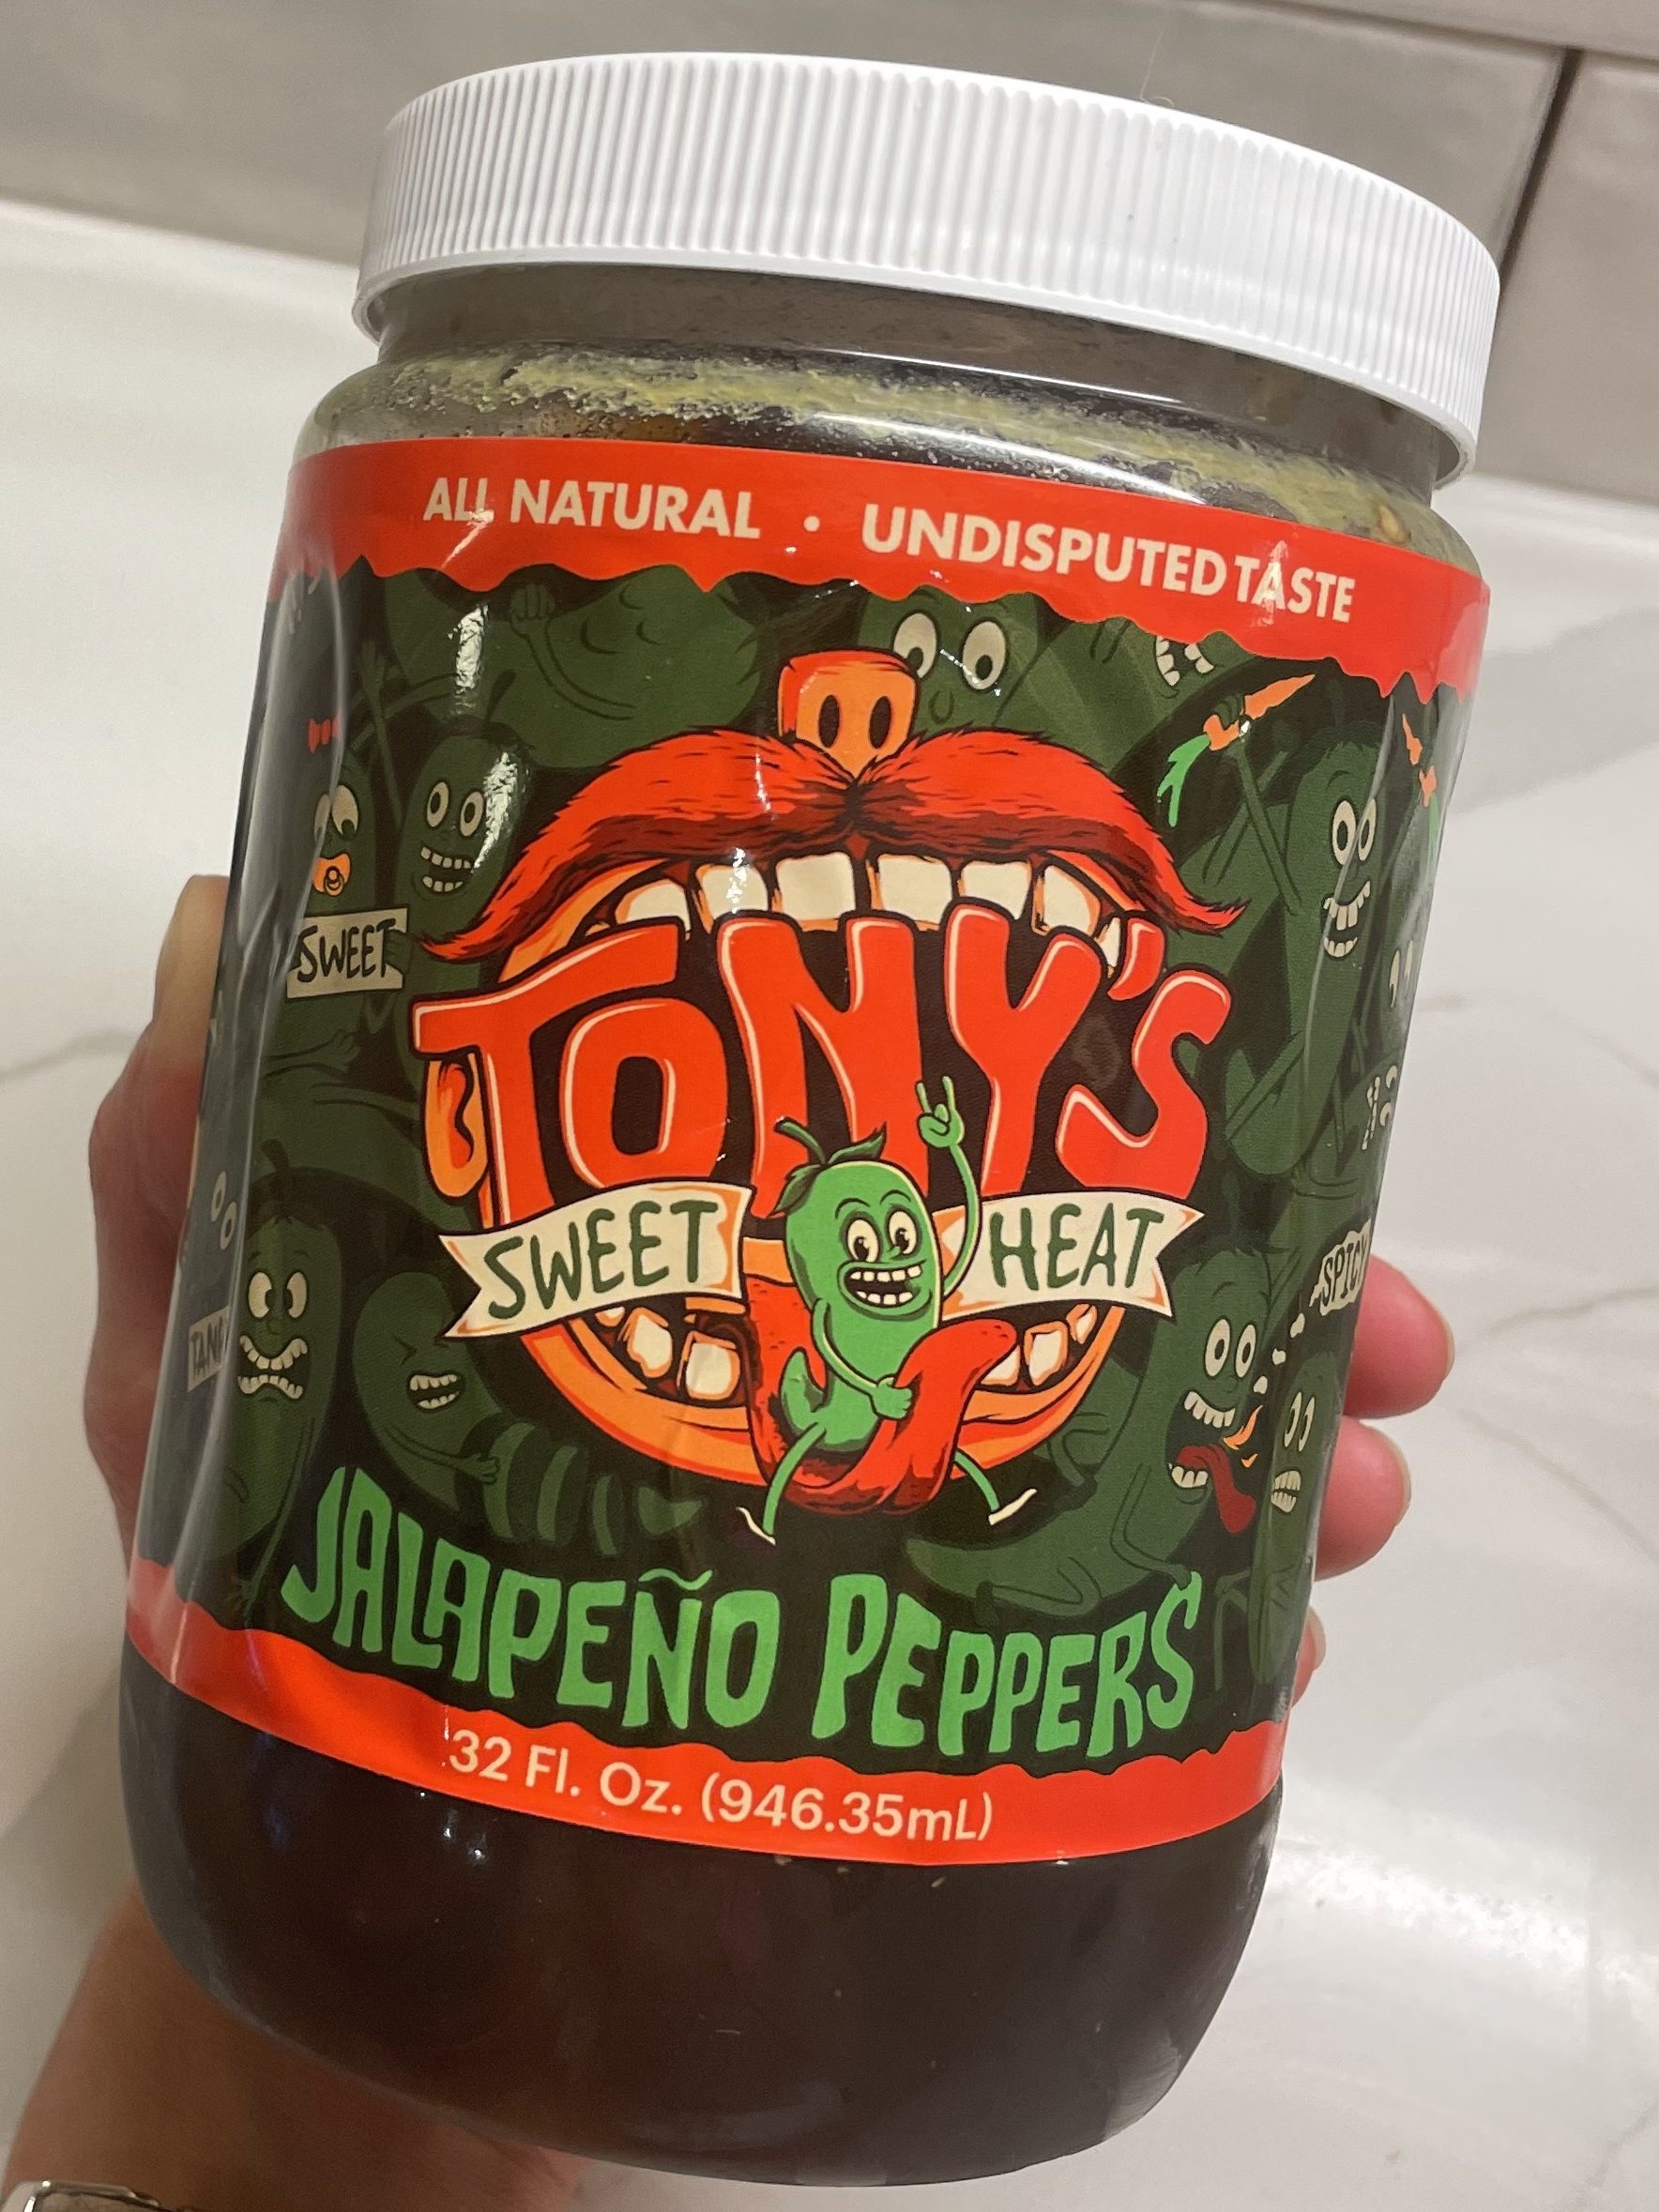 ALL NATURAL • UNDISPUTED TASTE
SWEET
TONY'S
SWEET HEAT
SPICY
JALAPEÑO PEPPERS
32 Fl. Oz. (946.35mL)